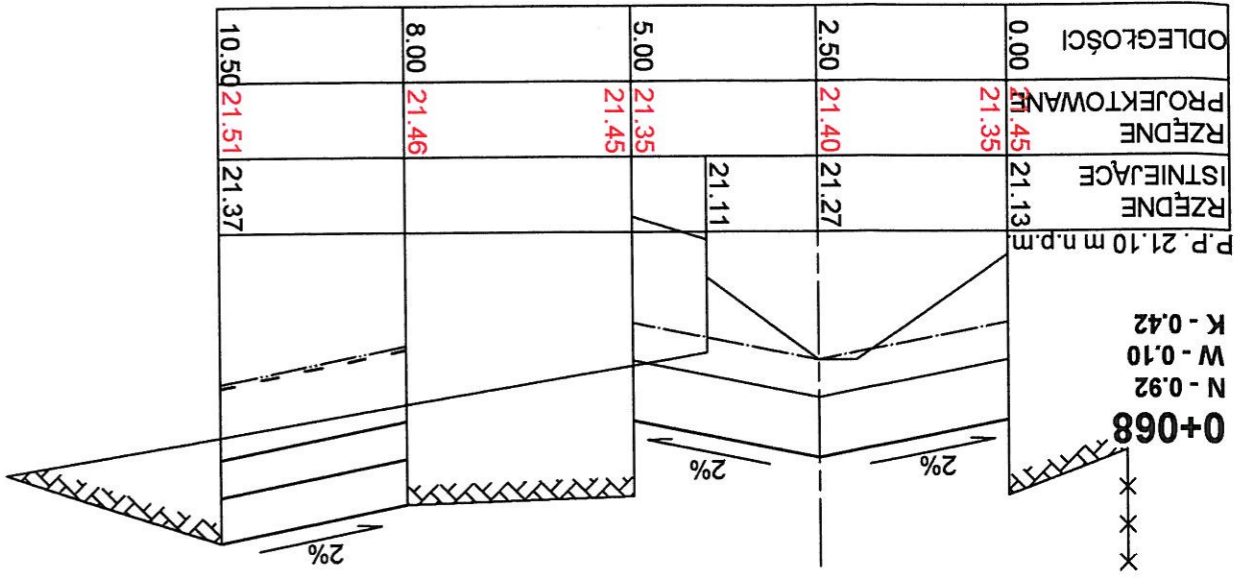 0+068
N - 0.92
W - 0.10
K - 0.42
P.P. 21.10 m n.p.m.
2% 2% 2%
RZĘDNE ISTNIEJĄCE 21.13 21.27 21.11 21.37
RZĘDNE PROJEKTOWANE 21.45 21.35 21.40 21.35 21.45 21.46 21.51
ODLEGŁOŚCI 0.00 2.50 5.00 8.00 10.50